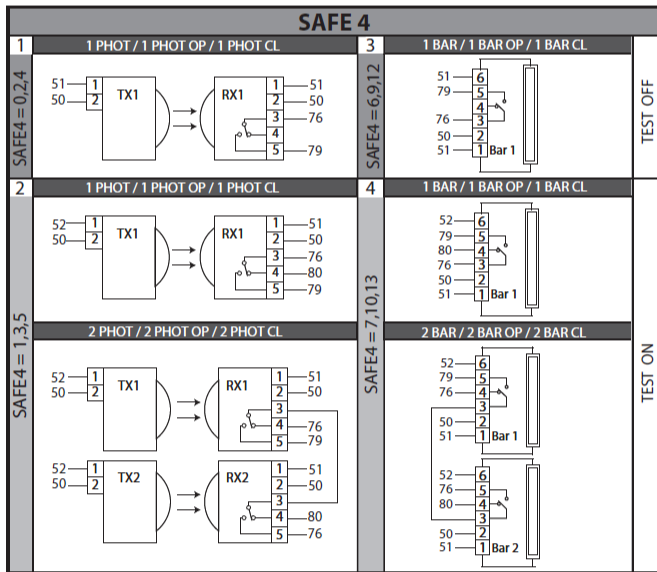 SAFE 4
1 1 PHOT / 1 PHOT OP / 1 PHOT CL
SAFE4 = 0,2,4
51 1 TX1 RX1 1 51
50 2 2 50
3 76
4
5 79
3 1 BAR / 1 BAR OP / 1 BAR CL
SAFE4 = 6,9,12
51 6
79 5
4
76 3
50 2
51 1 Bar 1
TEST OFF
2 1 PHOT / 1 PHOT OP / 1 PHOT CL
SAFE4 = 1,3,5
52 1 TX1 RX1 1 51
50 2 2 50
3 76
4 80
5 79
2 PHOT / 2 PHOT OP / 2 PHOT CL
52 1 TX1 RX1 1 51
50 2 2 50
3
4 76
5 79
52 1 TX2 RX2 1 51
50 2 2 50
3
4 80
5 76
4 1 BAR / 1 BAR OP / 1 BAR CL
SAFE4 = 7,10,13
52 6
79 5
80 4
76 3
50 2
51 1 Bar 1
2 BAR / 2 BAR OP / 2 BAR CL
52 6
79 5
76 4
3
50 2
51 1 Bar 1
52 6
76 5
80 4
3
50 2
51 1 Bar 2
TEST ON